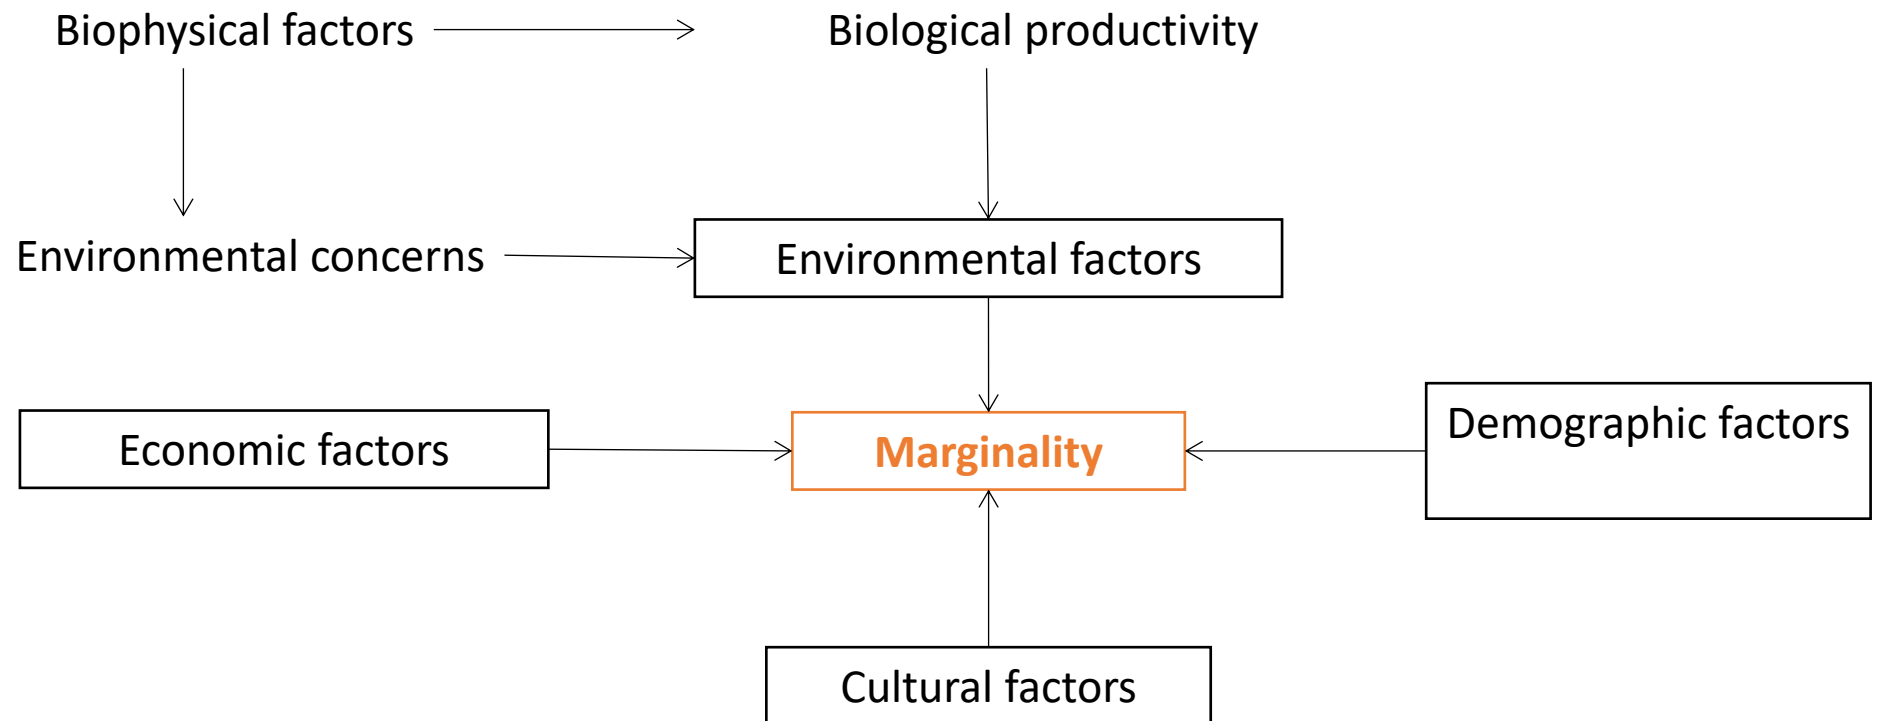 Biophysical factors
Biological productivity
Environmental concerns
Environmental factors
Economic factors
Marginality
Demographic factors
Cultural factors